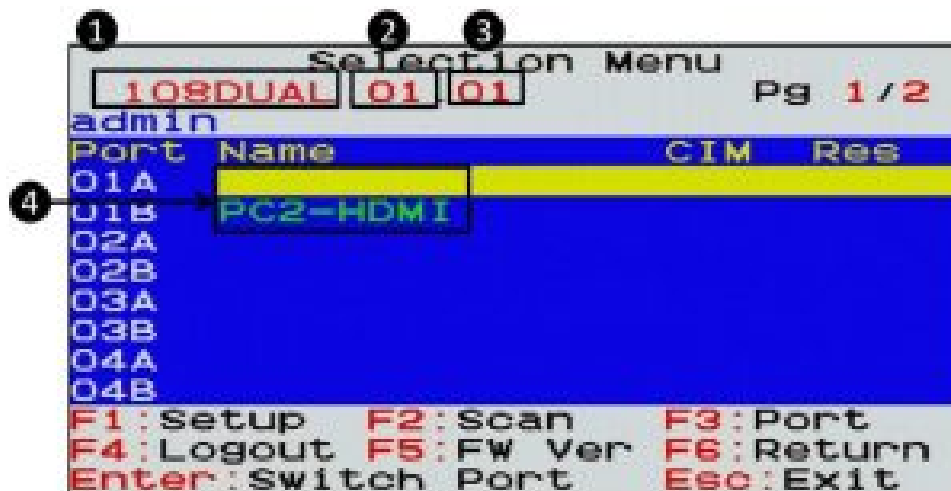 1 2 3
Selection Menu
108DUAL 01 01 Pg 1/2
admin
Port Name CIM Res
01A
4
01B PC2-HDMI
02A
02B
03A
03B
04A
04B
F1:Setup F2:Scan F3:Port
F4:Logout F5:FW Ver F6:Return
Enter:Switch Port Esc:Exit